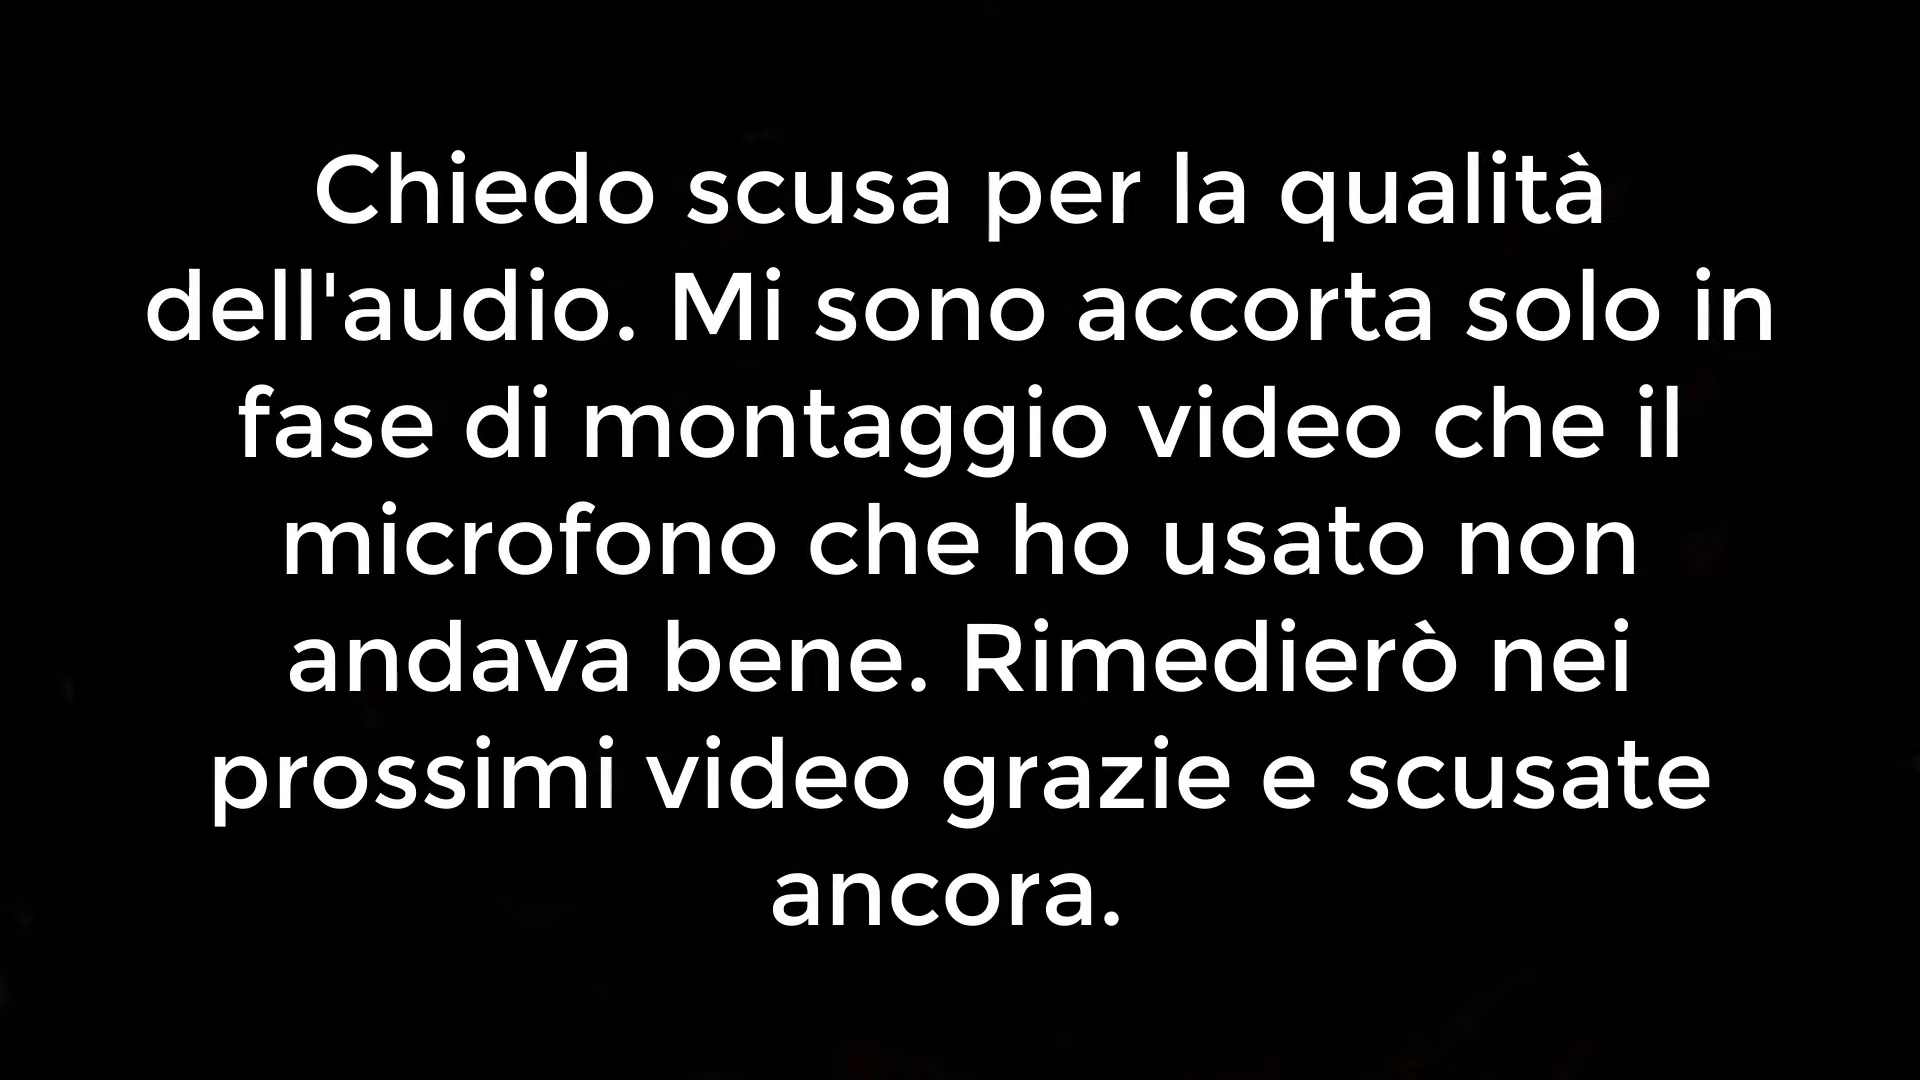 Chiedo scusa per la qualità
dell'audio. Mi sono accorta solo in
fase di montaggio video che il
microfono che ho usato non
andava bene. Rimedierò nei
prossimi video grazie e scusate
ancora.